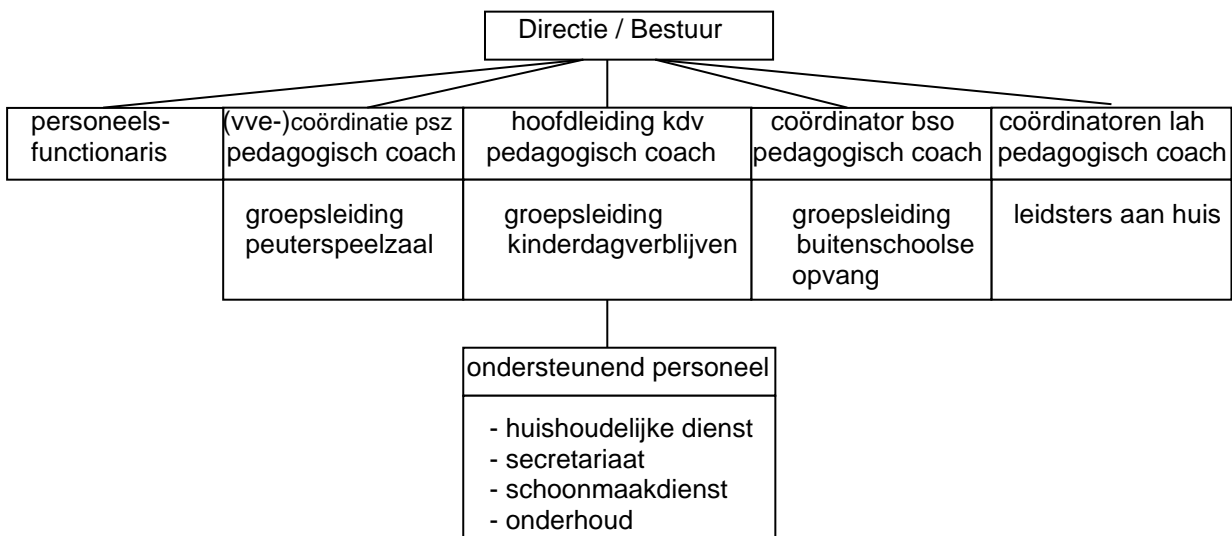 Directie / Bestuur
personeels-
functionaris
(vve-)coördinatie psz
pedagogisch coach
hoofdleiding kdv
pedagogisch coach
coördinator bso
pedagogisch coach
coördinatoren lah
pedagogisch coach
groepsleiding
peuterspeelzaal
groepsleiding
kinderdagverblijven
groepsleiding
buitenschoolse
opvang
leidsters aan huis
ondersteunend personeel
- huishoudelijke dienst
- secretariaat
- schoonmaakdienst
- onderhoud